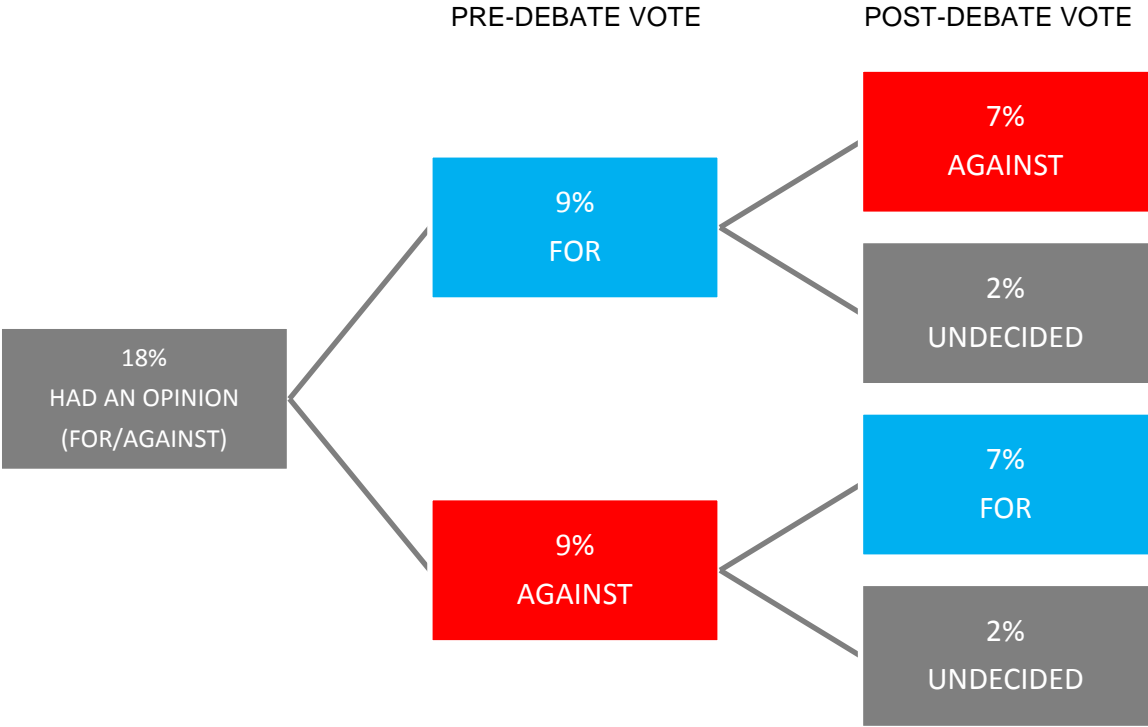 PRE-DEBATE VOTE
POST-DEBATE VOTE
7%
AGAINST
9%
FOR
2%
UNDECIDED
18%
HAD AN OPINION
(FOR/AGAINST)
7%
FOR
9%
AGAINST
2%
UNDECIDED